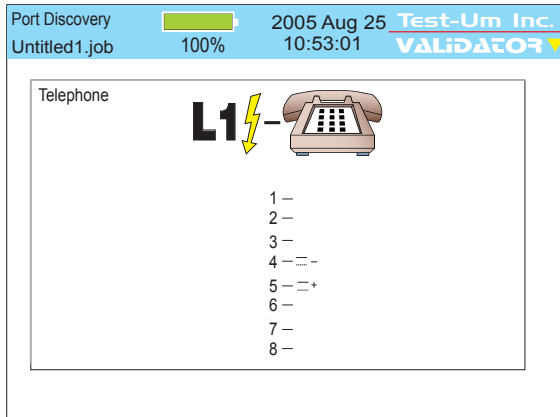 Port Discovery 2005 Aug 25 Test-Um Inc.
Untitled1.job 100% 10:53:01 VALiDATOR
Telephone
L1
1 –
2 –
3 –
4 – –
5 – +
6 –
7 –
8 –